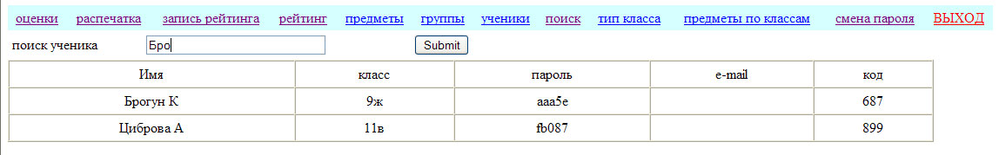 оценки распечатка запись рейтинга рейтинг предметы группы ученики поиск тип класса предметы по классам смена пароля ВЫХОД
поиск ученика Бро Submit
Имя класс пароль e-mail код
Брогун К 9ж aaa5e 687
Циброва А 11в fb087 899